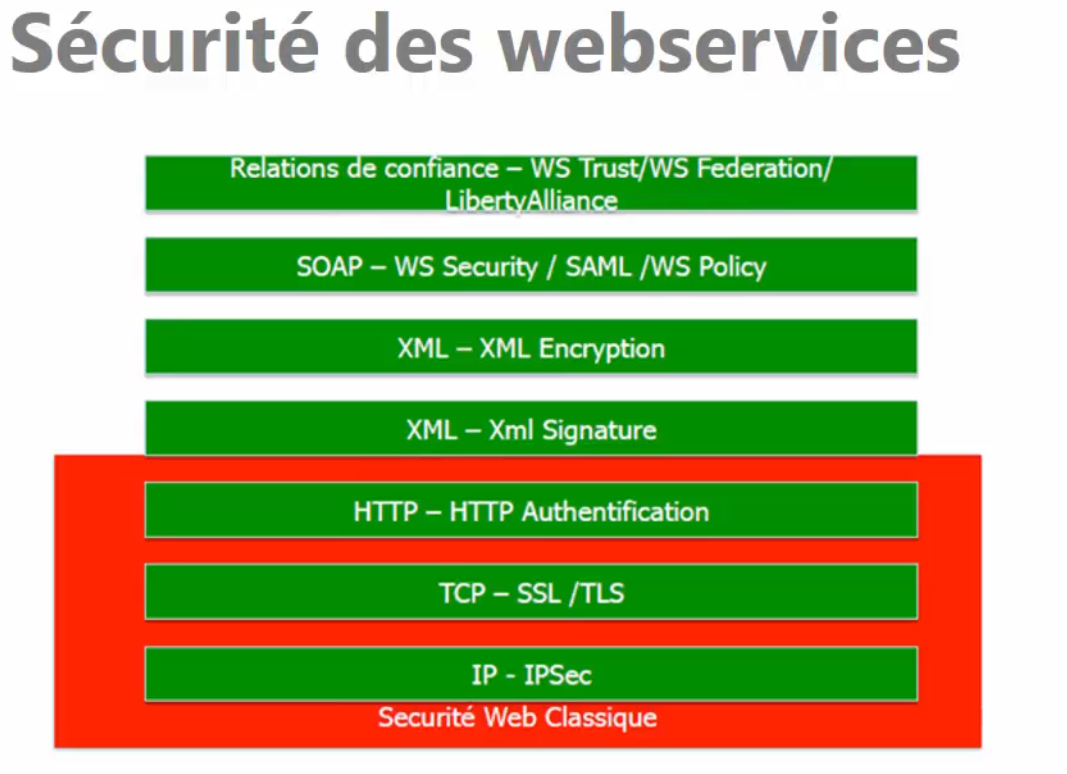 Sécurité des webservices
Relations de confiance – WS Trust/WS Federation/
LibertyAlliance
SOAP – WS Security / SAML /WS Policy
XML – XML Encryption
XML – Xml Signature
HTTP – HTTP Authentification
TCP – SSL /TLS
IP - IPSec
Securité Web Classique